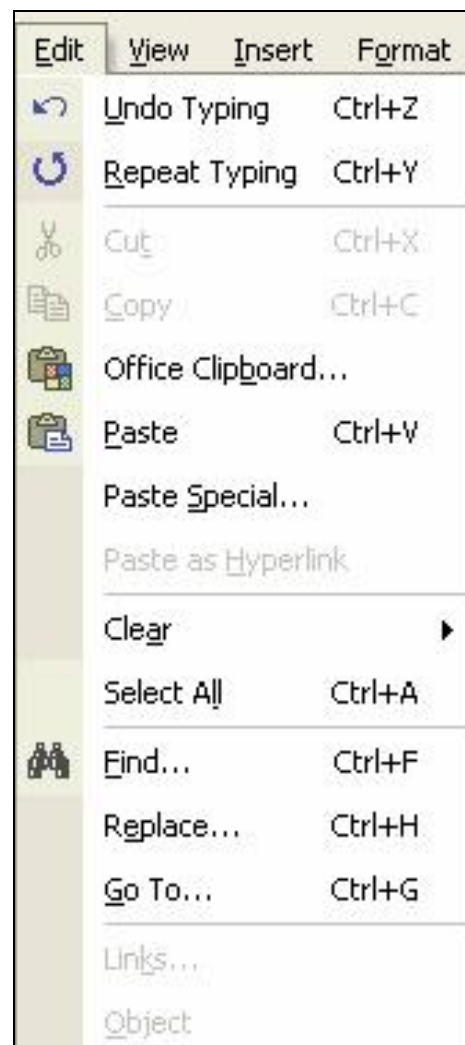 Edit View Insert Format
Undo Typing Ctrl+Z
Repeat Typing Ctrl+Y
Cut Ctrl+X
Copy Ctrl+C
Office Clipboard...
Paste Ctrl+V
Paste Special...
Paste as Hyperlink
Clear
Select All Ctrl+A
Find... Ctrl+F
Replace... Ctrl+H
Go To... Ctrl+G
Links...
Object